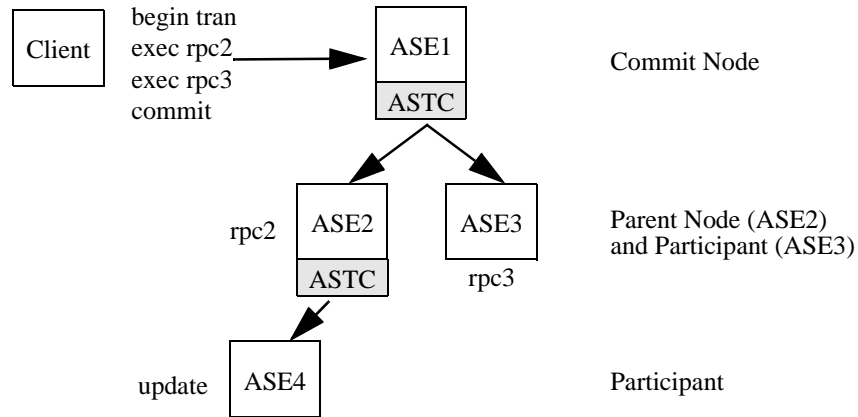 begin tran
Client
exec rpc2
ASE1
exec rpc3
Commit Node
commit
ASTC
rpc2
ASE2
ASE3
Parent Node (ASE2)
and Participant (ASE3)
ASTC
rpc3
update
ASE4
Participant